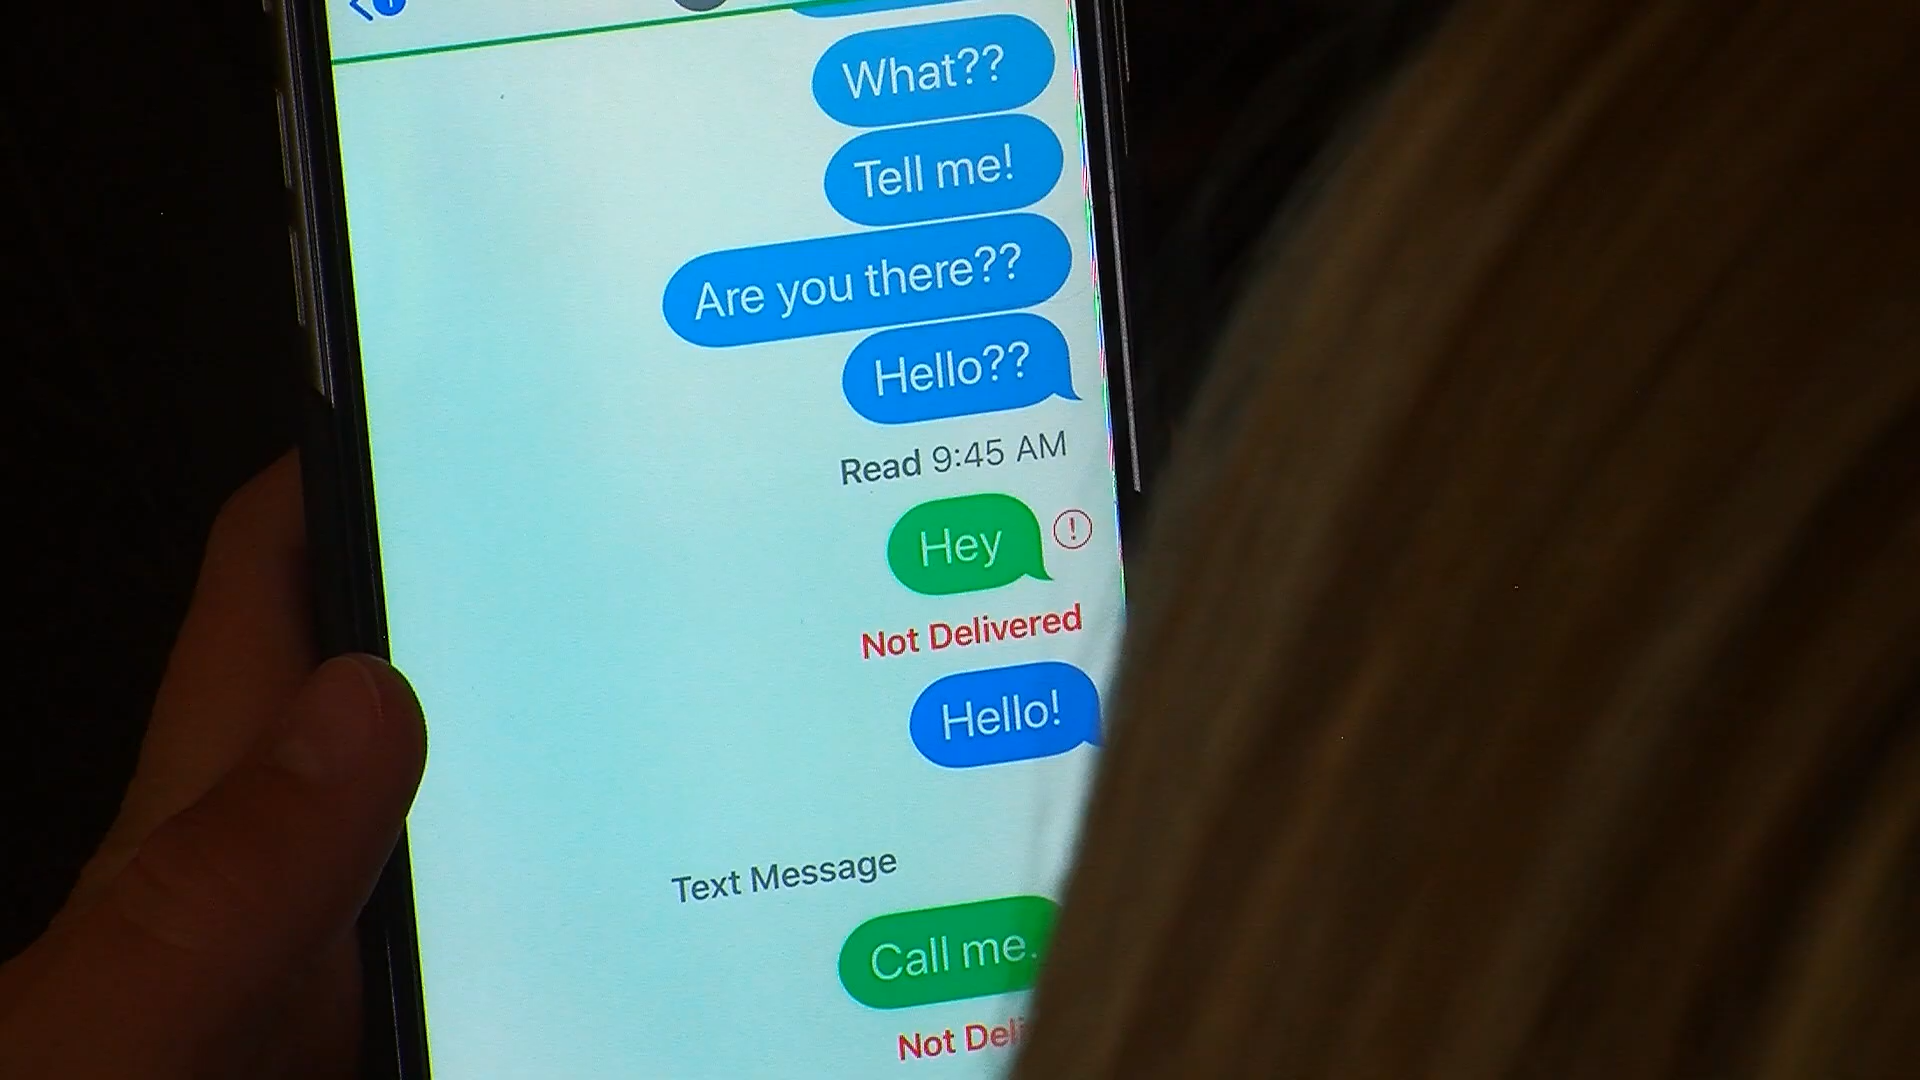 What??
Tell me!
Are you there??
Hello??
Read 9:45 AM
Hey
Not Delivered
Hello!
Text Message
Call me.
Not